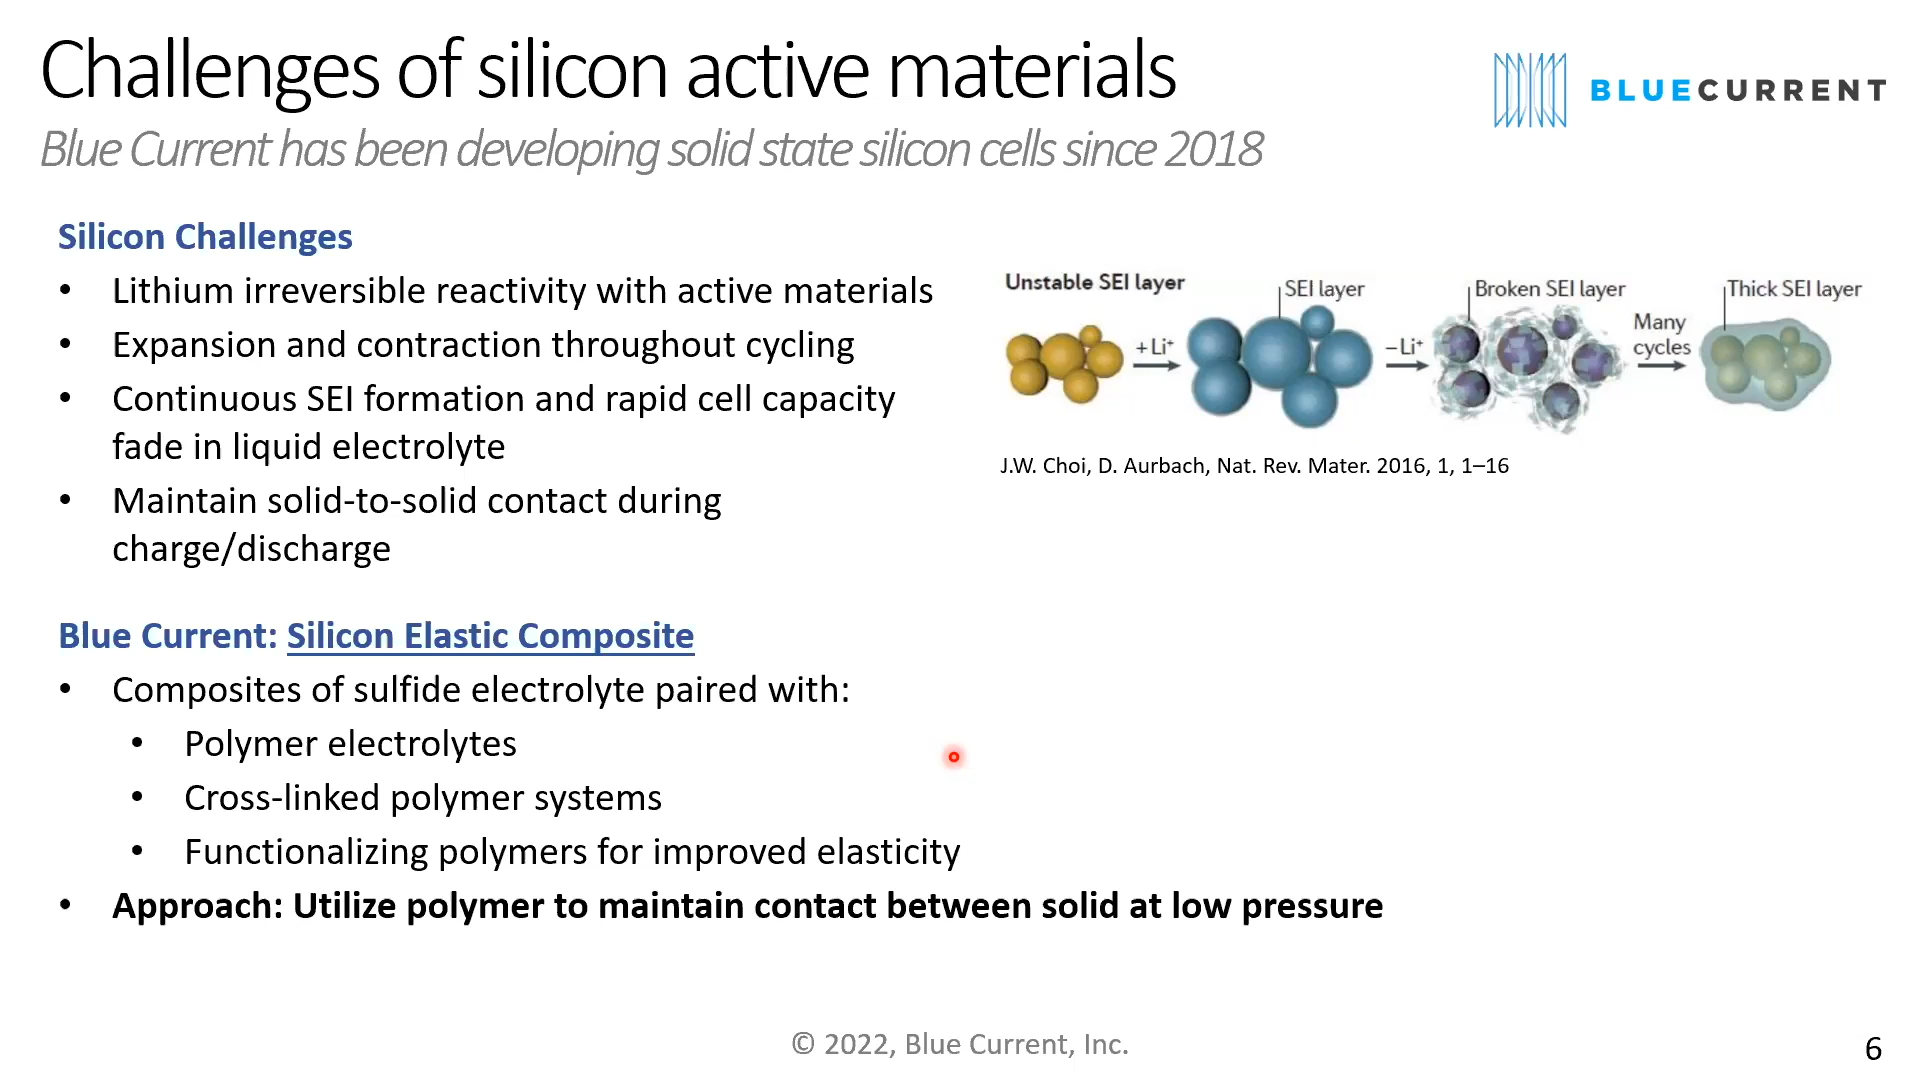 Challenges of silicon active materials
Blue Current has been developing solid state silicon cells since 2018
BLUECURRENT
Silicon Challenges
• Lithium irreversible reactivity with active materials
• Expansion and contraction throughout cycling
• Continuous SEI formation and rapid cell capacity
fade in liquid electrolyte
• Maintain solid-to-solid contact during
charge/discharge
Unstable SEI layer
SEI layer
Broken SEI layer
Thick SEI layer
+Li⁺
−Li⁺
Many
cycles
J.W. Choi, D. Aurbach, Nat. Rev. Mater. 2016, 1, 1–16
Blue Current: Silicon Elastic Composite
• Composites of sulfide electrolyte paired with:
• Polymer electrolytes
• Cross-linked polymer systems
• Functionalizing polymers for improved elasticity
• Approach: Utilize polymer to maintain contact between solid at low pressure
© 2022, Blue Current, Inc.
6